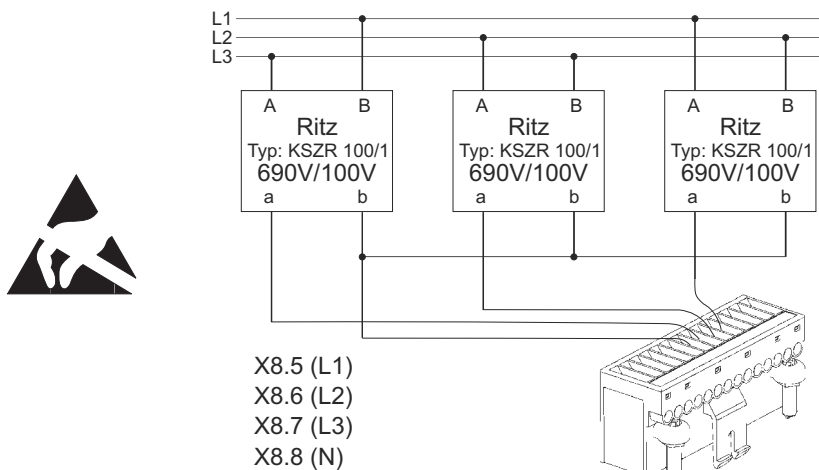 L1
L2
L3
A B
Ritz
Typ: KSZR 100/1
690V/100V
a b
A B
Ritz
Typ: KSZR 100/1
690V/100V
a b
A B
Ritz
Typ: KSZR 100/1
690V/100V
a b
X8.5 (L1)
X8.6 (L2)
X8.7 (L3)
X8.8 (N)